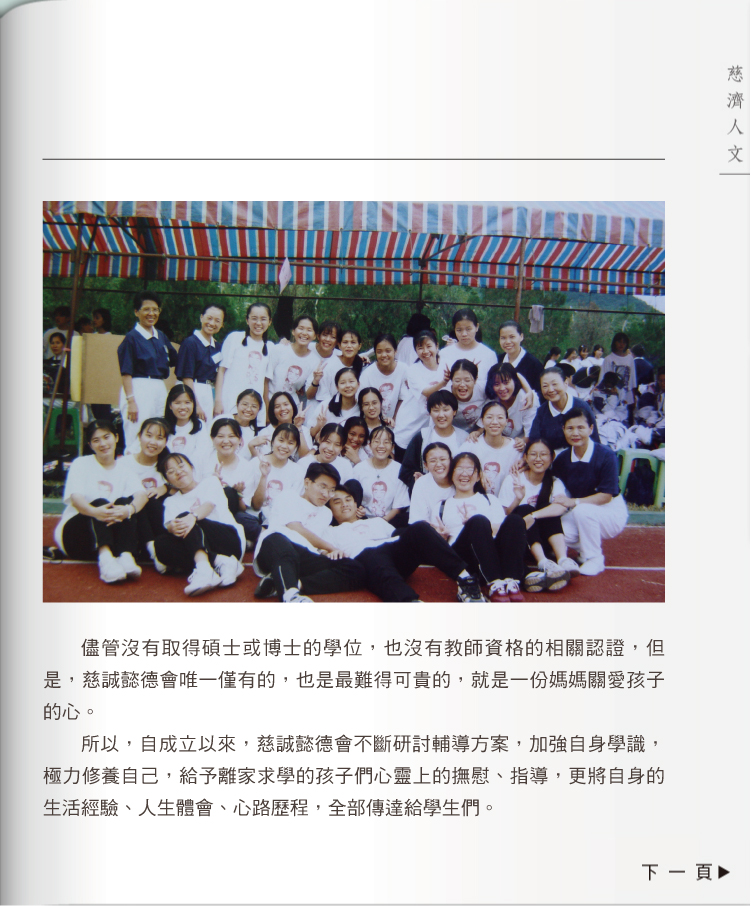 慈濟人文
儘管沒有取得碩士或博士的學位，也沒有教師資格的相關認證，但
是，慈誠懿德會唯一僅有的，也是最難得可貴的，就是一份媽媽關愛孩子
的心。
所以，自成立以來，慈誠懿德會不斷研討輔導方案，加強自身學識，
極力修養自己，給予離家求學的孩子們心靈上的撫慰、指導，更將自身的
生活經驗、人生體會、心路歷程，全部傳達給學生們。
下一頁▶